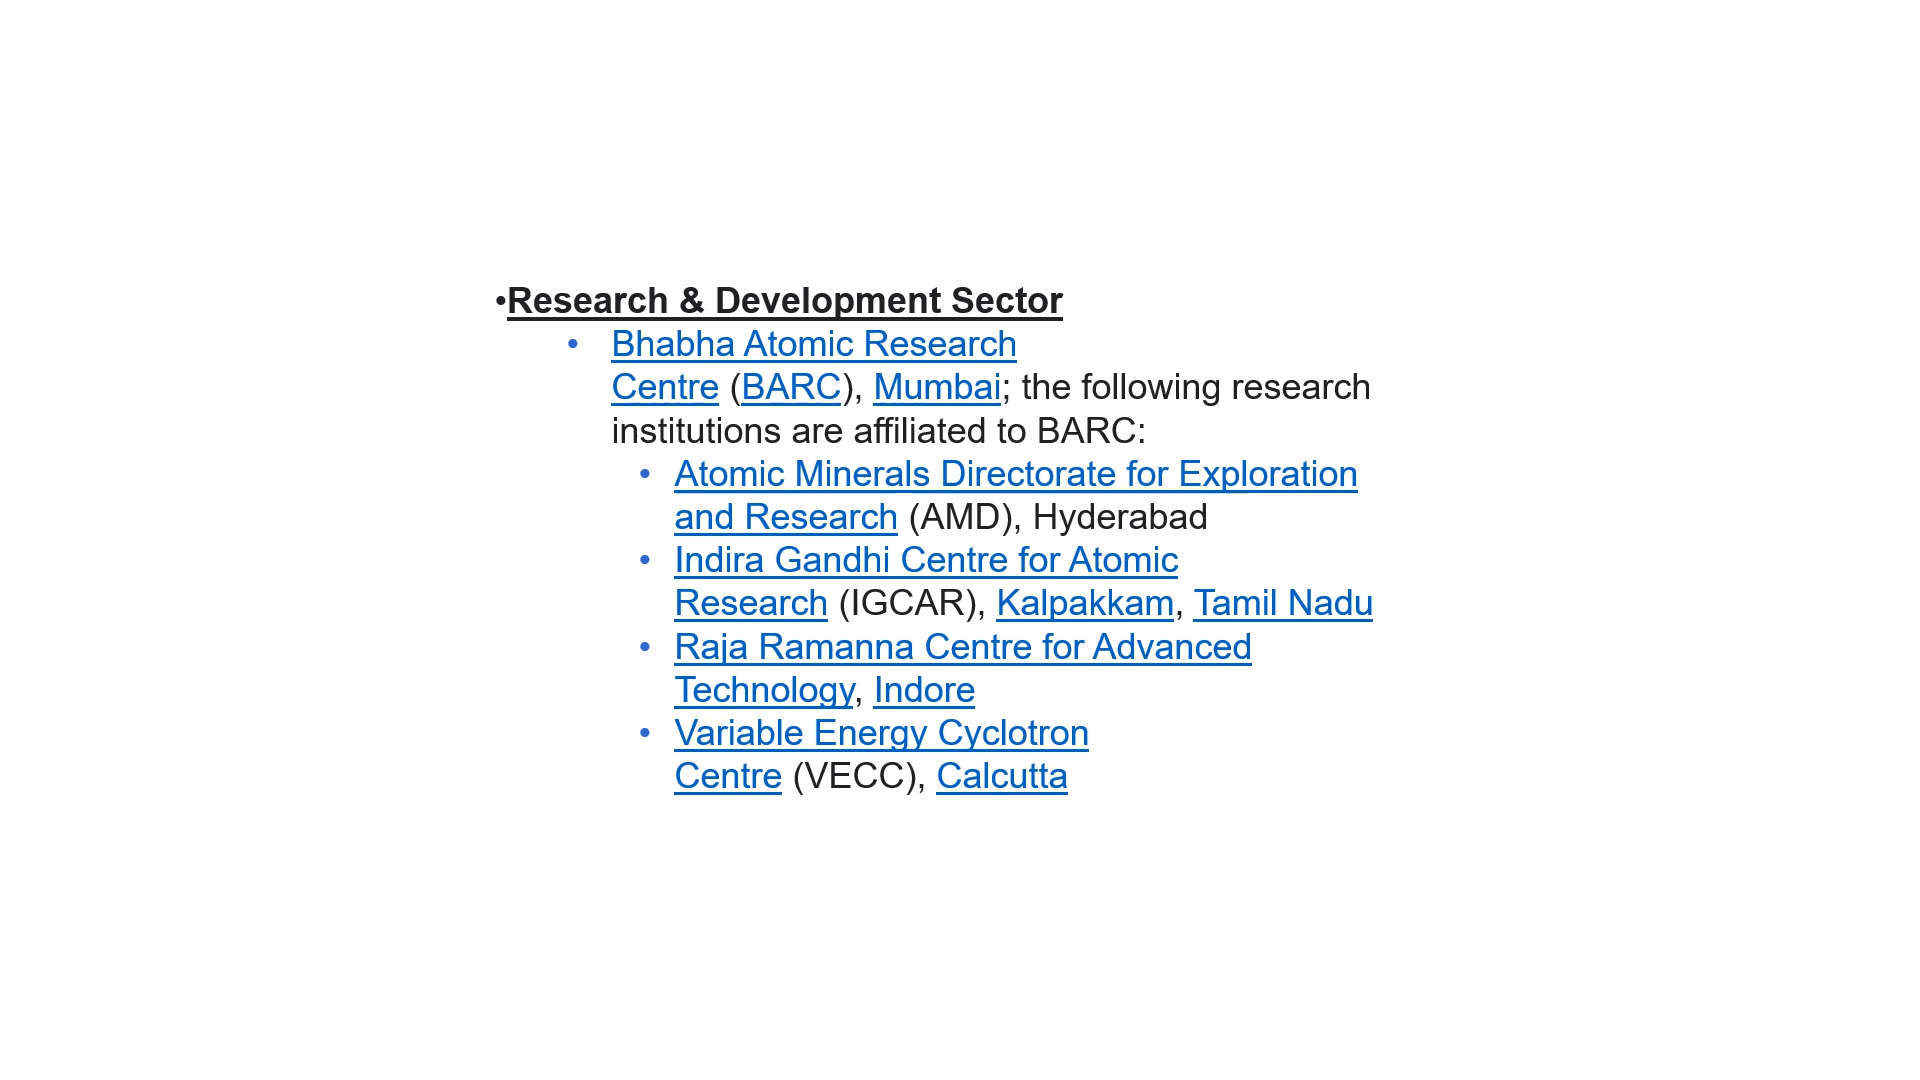 •Research & Development Sector
• Bhabha Atomic Research
Centre (BARC), Mumbai; the following research
institutions are affiliated to BARC:
• Atomic Minerals Directorate for Exploration
and Research (AMD), Hyderabad
• Indira Gandhi Centre for Atomic
Research (IGCAR), Kalpakkam, Tamil Nadu
• Raja Ramanna Centre for Advanced
Technology, Indore
• Variable Energy Cyclotron
Centre (VECC), Calcutta